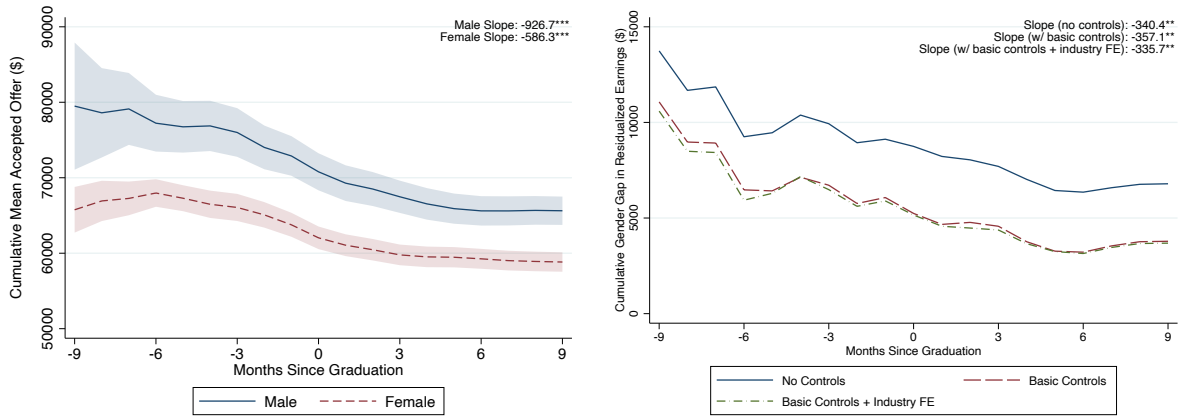 Male Slope: -926.7***
Female Slope: -586.3***
Cumulative Mean Accepted Offer ($)
90000
80000
70000
60000
50000
-9 -6 -3 0 3 6 9
Months Since Graduation
Male Female
Slope (no controls): -340.4**
Slope (w/ basic controls): -357.1**
Slope (w/ basic controls + industry FE): -335.7**
Cumulative Gender Gap in Residualized Earnings ($)
15000
10000
5000
0
-9 -6 -3 0 3 6 9
Months Since Graduation
No Controls Basic Controls
Basic Controls + Industry FE